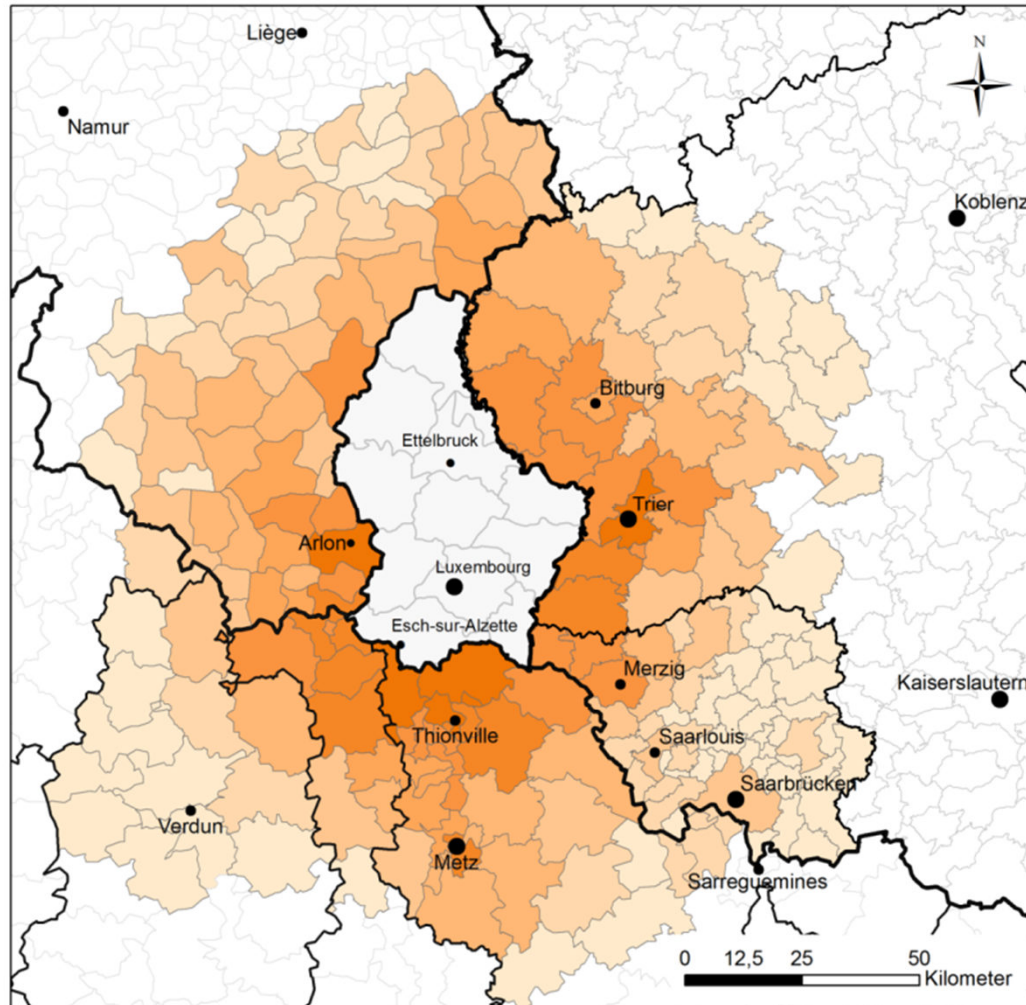 Liège
N
Namur
Koblenz
Bitburg
Ettelbruck
Trier
Arlon
Luxembourg
Esch-sur-Alzette
Merzig
Kaiserslautern
Thionville
Saarlouis
Saarbrücken
Verdun
Metz
Sarreguemines
0 12,5 25 50
Kilometer